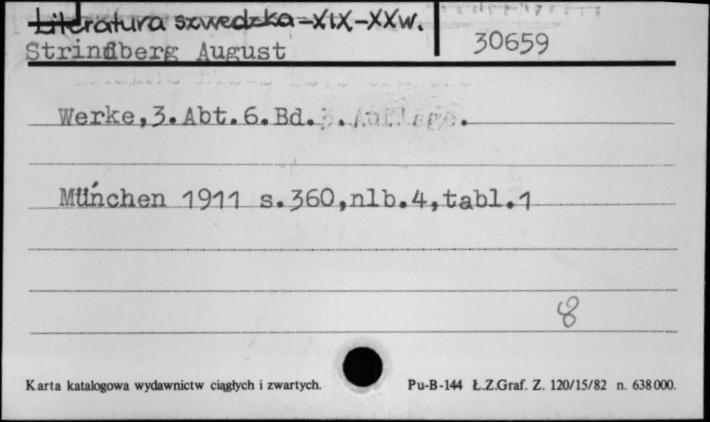 Literatura szwedzka-XIX-XXw.
Strindberg August
30659
Werke,3.Abt.6.Bd.
München 1911 s.360,nlb.4,tabl.1
8
Karta katalogowa wydawnictw ciągłych i zwartych.
Pu-B-144 Ł.Z.Graf. Z. 120/15/82 n. 638000.